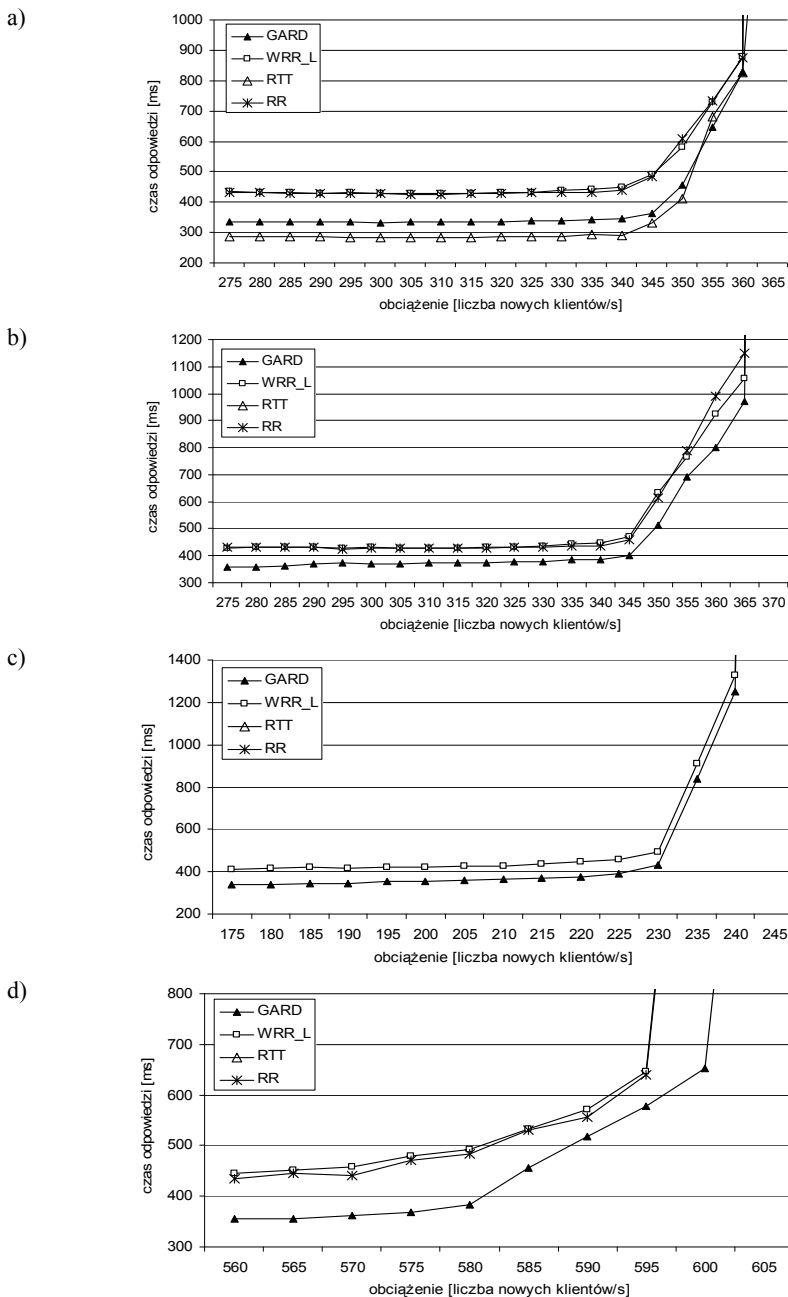 a)
1000
900
800
700
600
500
400
300
200
czas odpowiedzi [ms]
GARD
WRR_L
RTT
RR
275 280 285 290 295 300 305 310 315 320 325 330 335 340 345 350 355 360 365
obciążenie [liczba nowych klientów/s]
b)
1200
1100
1000
900
800
700
600
500
400
300
czas odpowiedzi [ms]
GARD
WRR_L
RTT
RR
275 280 285 290 295 300 305 310 315 320 325 330 335 340 345 350 355 360 365 370
obciążenie [liczba nowych klientów/s]
c)
1400
1200
1000
800
600
400
200
czas odpowiedzi [ms]
GARD
WRR_L
RTT
RR
175 180 185 190 195 200 205 210 215 220 225 230 235 240 245
obciążenie [liczba nowych klientów/s]
d)
800
700
600
500
400
300
czas odpowiedzi [ms]
GARD
WRR_L
RTT
RR
560 565 570 575 580 585 590 595 600 605
obciążenie [liczba nowych klientów/s]